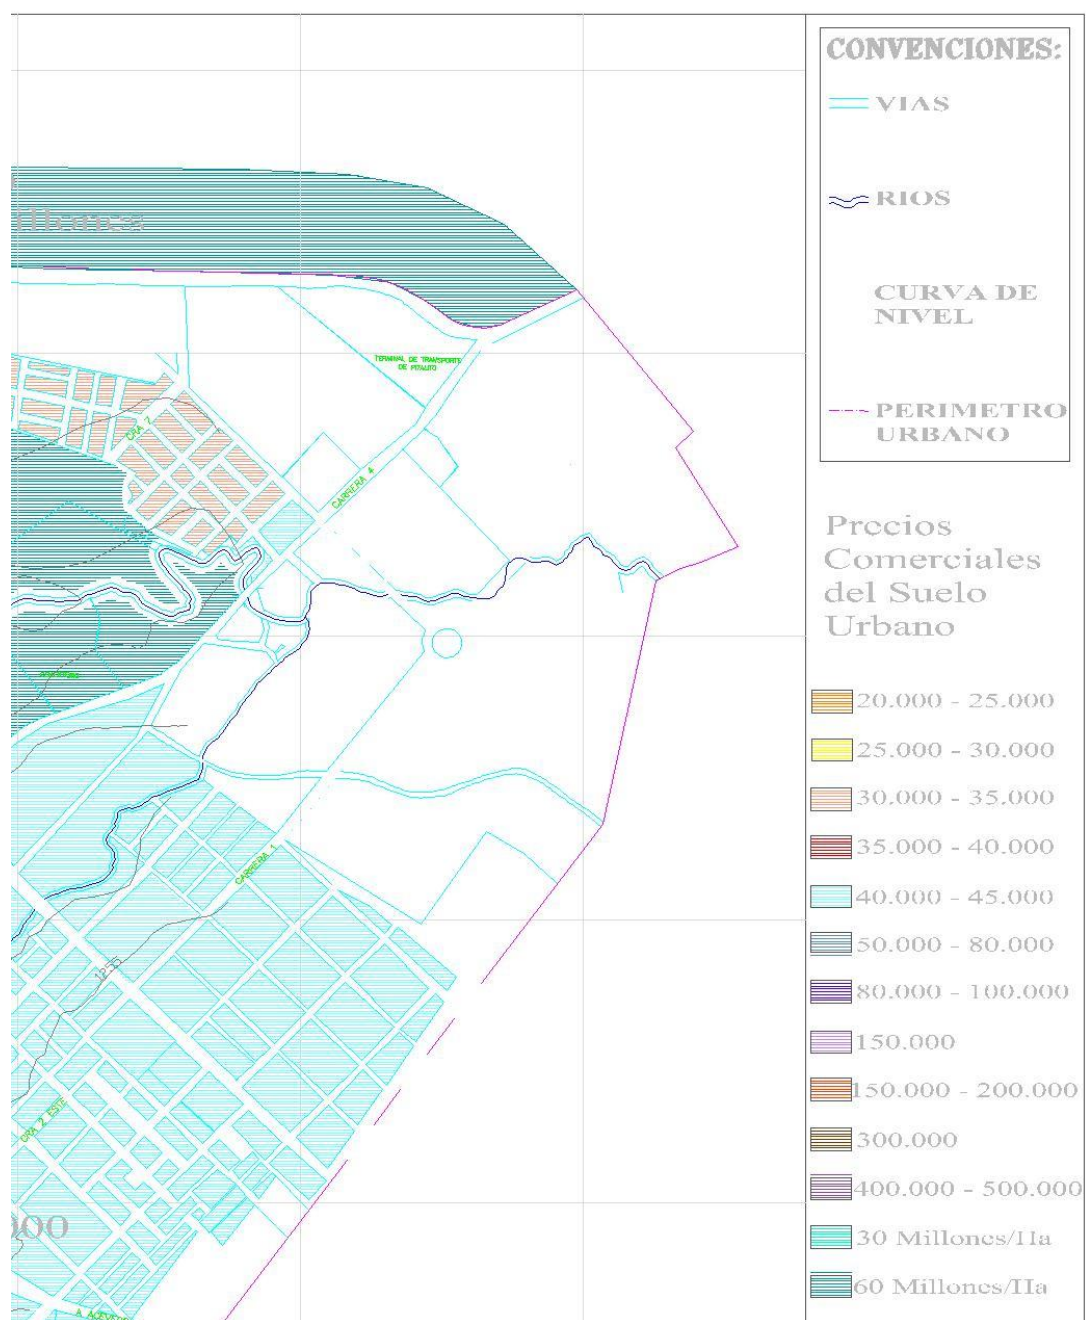 TERMINAL DE TRANSPORTE
DE PITALITO
CRA 7
CARRERA 4
CARRERA 1
1255
CRA 2 ESTE
000
CONVENCIONES:
VIAS
RIOS
CURVA DE
NIVEL
PERIMETRO
URBANO
Precios
Comerciales
del Suelo
Urbano
20.000 - 25.000
25.000 - 30.000
30.000 - 35.000
35.000 - 40.000
40.000 - 45.000
50.000 - 80.000
80.000 - 100.000
150.000
150.000 - 200.000
300.000
400.000 - 500.000
30 Millones/Ha
60 Millones/Ha